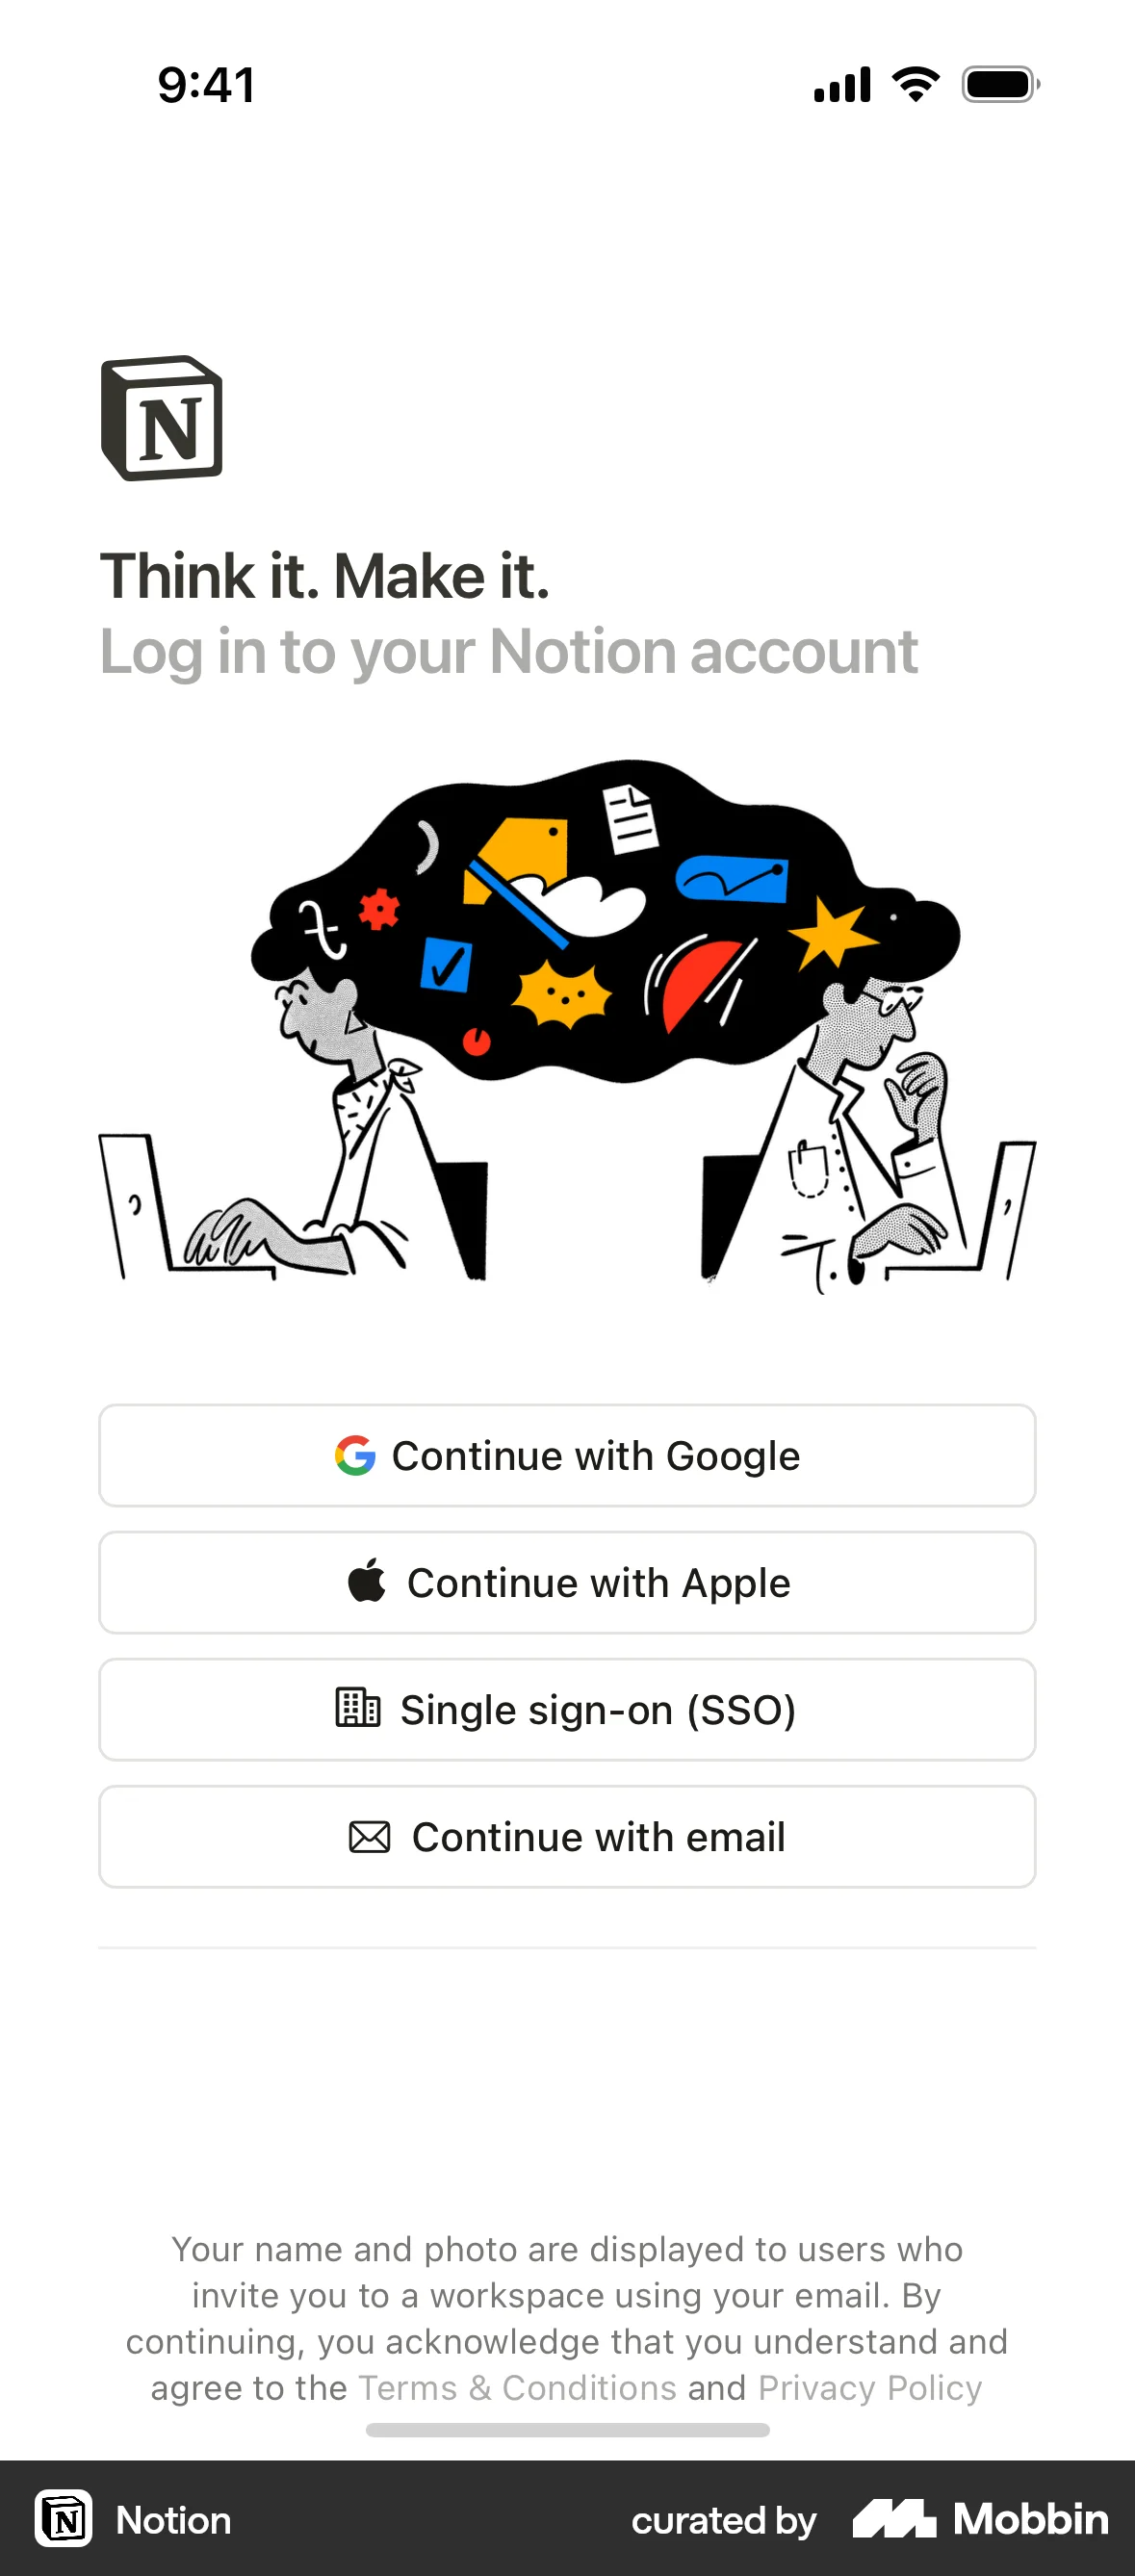 9:41
N
Think it. Make it.
Log in to your Notion account
Continue with Google
Continue with Apple
Single sign-on (SSO)
Continue with email
Your name and photo are displayed to users who
invite you to a workspace using your email. By
continuing, you acknowledge that you understand and
agree to the Terms & Conditions and Privacy Policy
N Notion
curated by Mobbin